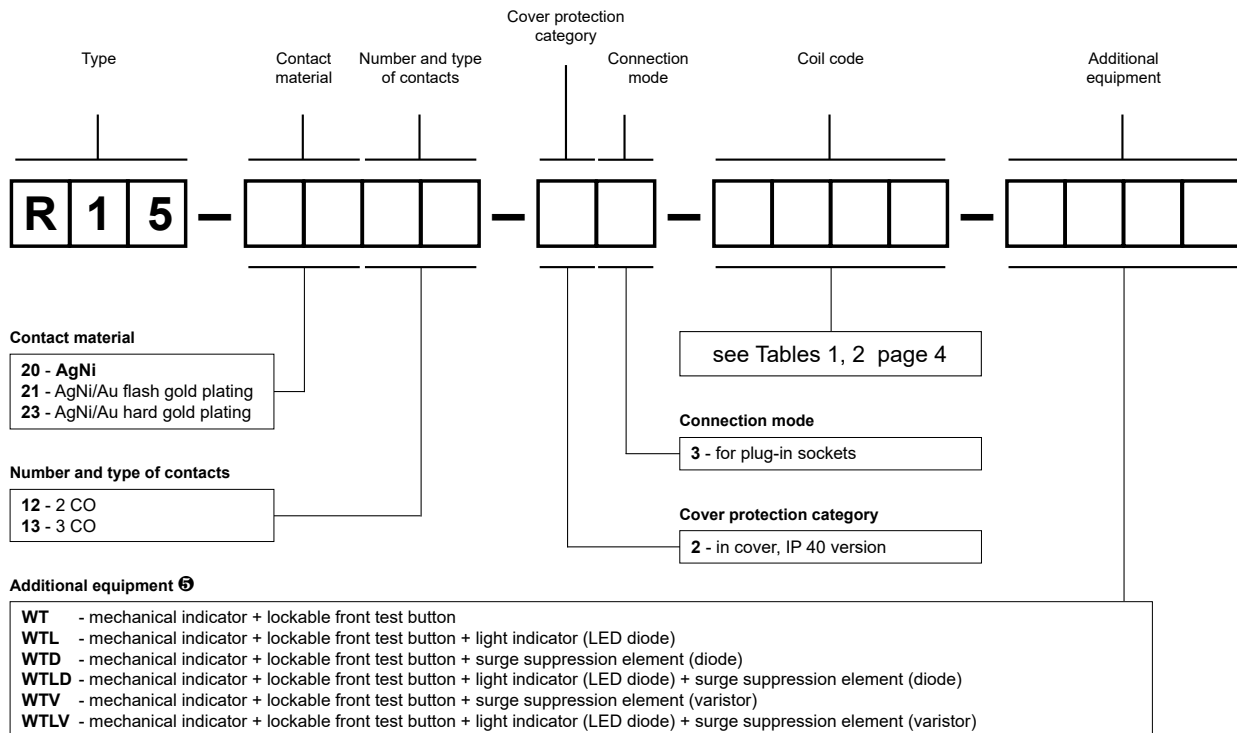 Cover protection
category
Type
Contact
material
Number and type
of contacts
Connection
mode
Coil code
Additional
equipment
R 1 5 – – – –
Contact material
20 - AgNi
21 - AgNi/Au flash gold plating
23 - AgNi/Au hard gold plating
see Tables 1, 2 page 4
Connection mode
3 - for plug-in sockets
Number and type of contacts
12 - 2 CO
13 - 3 CO
Cover protection category
2 - in cover, IP 40 version
Additional equipment ❺
WT - mechanical indicator + lockable front test button
WTL - mechanical indicator + lockable front test button + light indicator (LED diode)
WTD - mechanical indicator + lockable front test button + surge suppression element (diode)
WTLD - mechanical indicator + lockable front test button + light indicator (LED diode) + surge suppression element (diode)
WTV - mechanical indicator + lockable front test button + surge suppression element (varistor)
WTLV - mechanical indicator + lockable front test button + light indicator (LED diode) + surge suppression element (varistor)